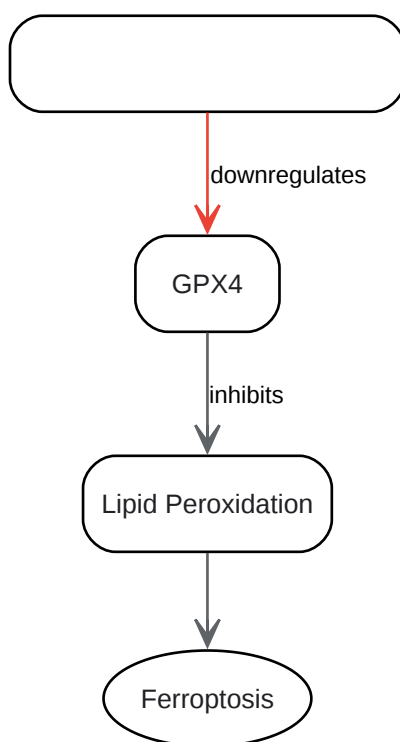 downregulates
GPX4
inhibits
Lipid Peroxidation
Ferroptosis